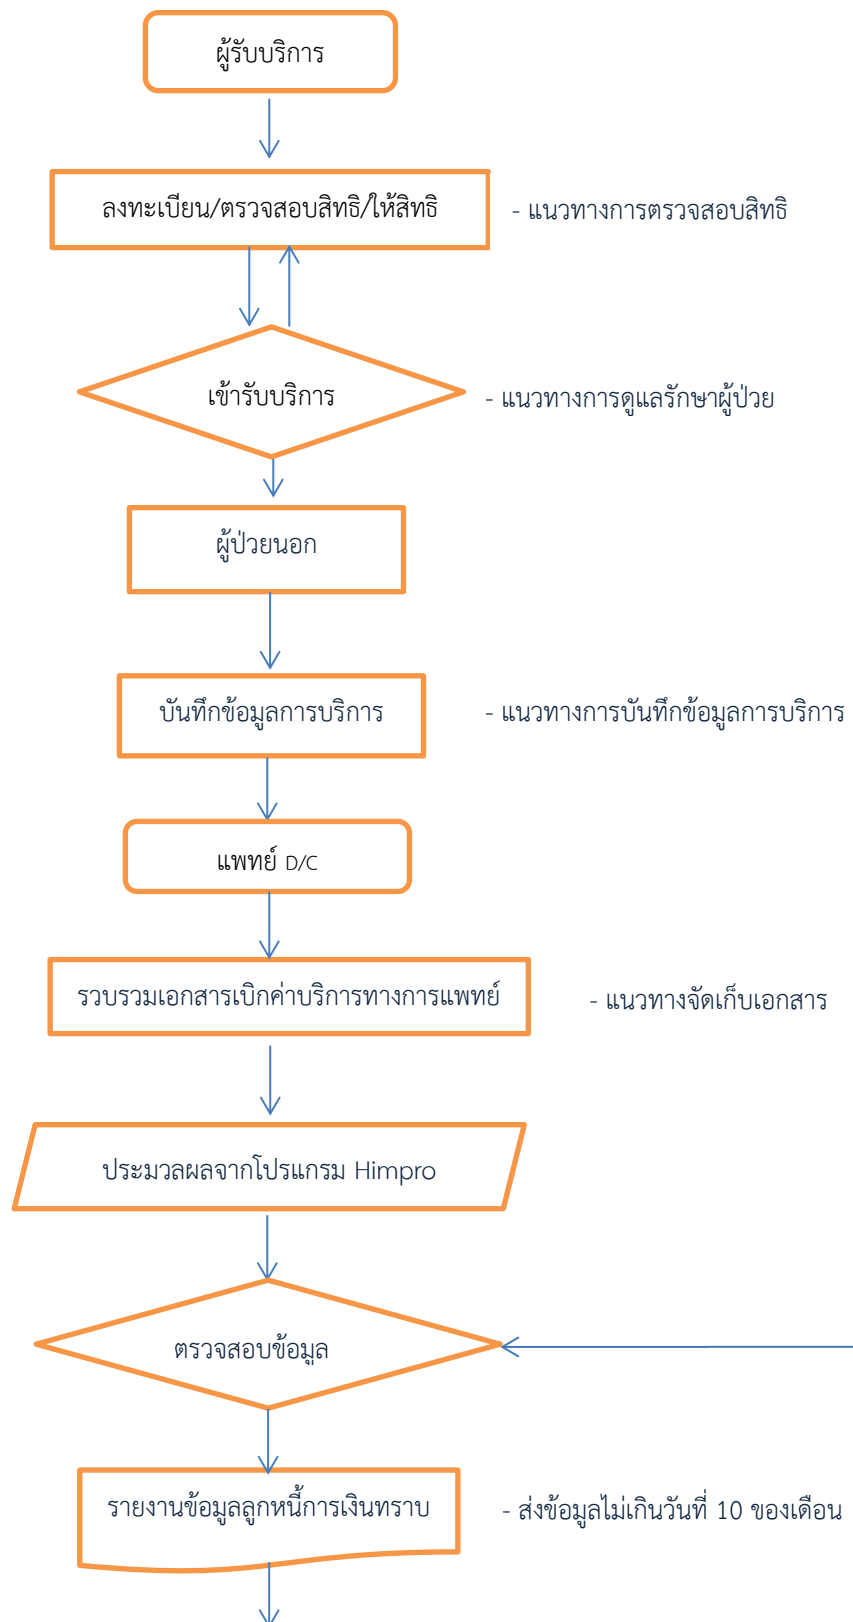 ผู้รับบริการ
ลงทะเบียน/ตรวจสอบสิทธิ/ให้สิทธิ
- แนวทางการตรวจสอบสิทธิ
เข้ารับบริการ
- แนวทางการดูแลรักษาผู้ป่วย
ผู้ป่วยนอก
บันทึกข้อมูลการบริการ
- แนวทางการบันทึกข้อมูลการบริการ
แพทย์ D/C
รวบรวมเอกสารเบิกค่าบริการทางการแพทย์
- แนวทางจัดเก็บเอกสาร
ประมวลผลจากโปรแกรม Himpro
ตรวจสอบข้อมูล
รายงานข้อมูลลูกหนี้การเงินทราบ
- ส่งข้อมูลไม่เกินวันที่ 10 ของเดือน